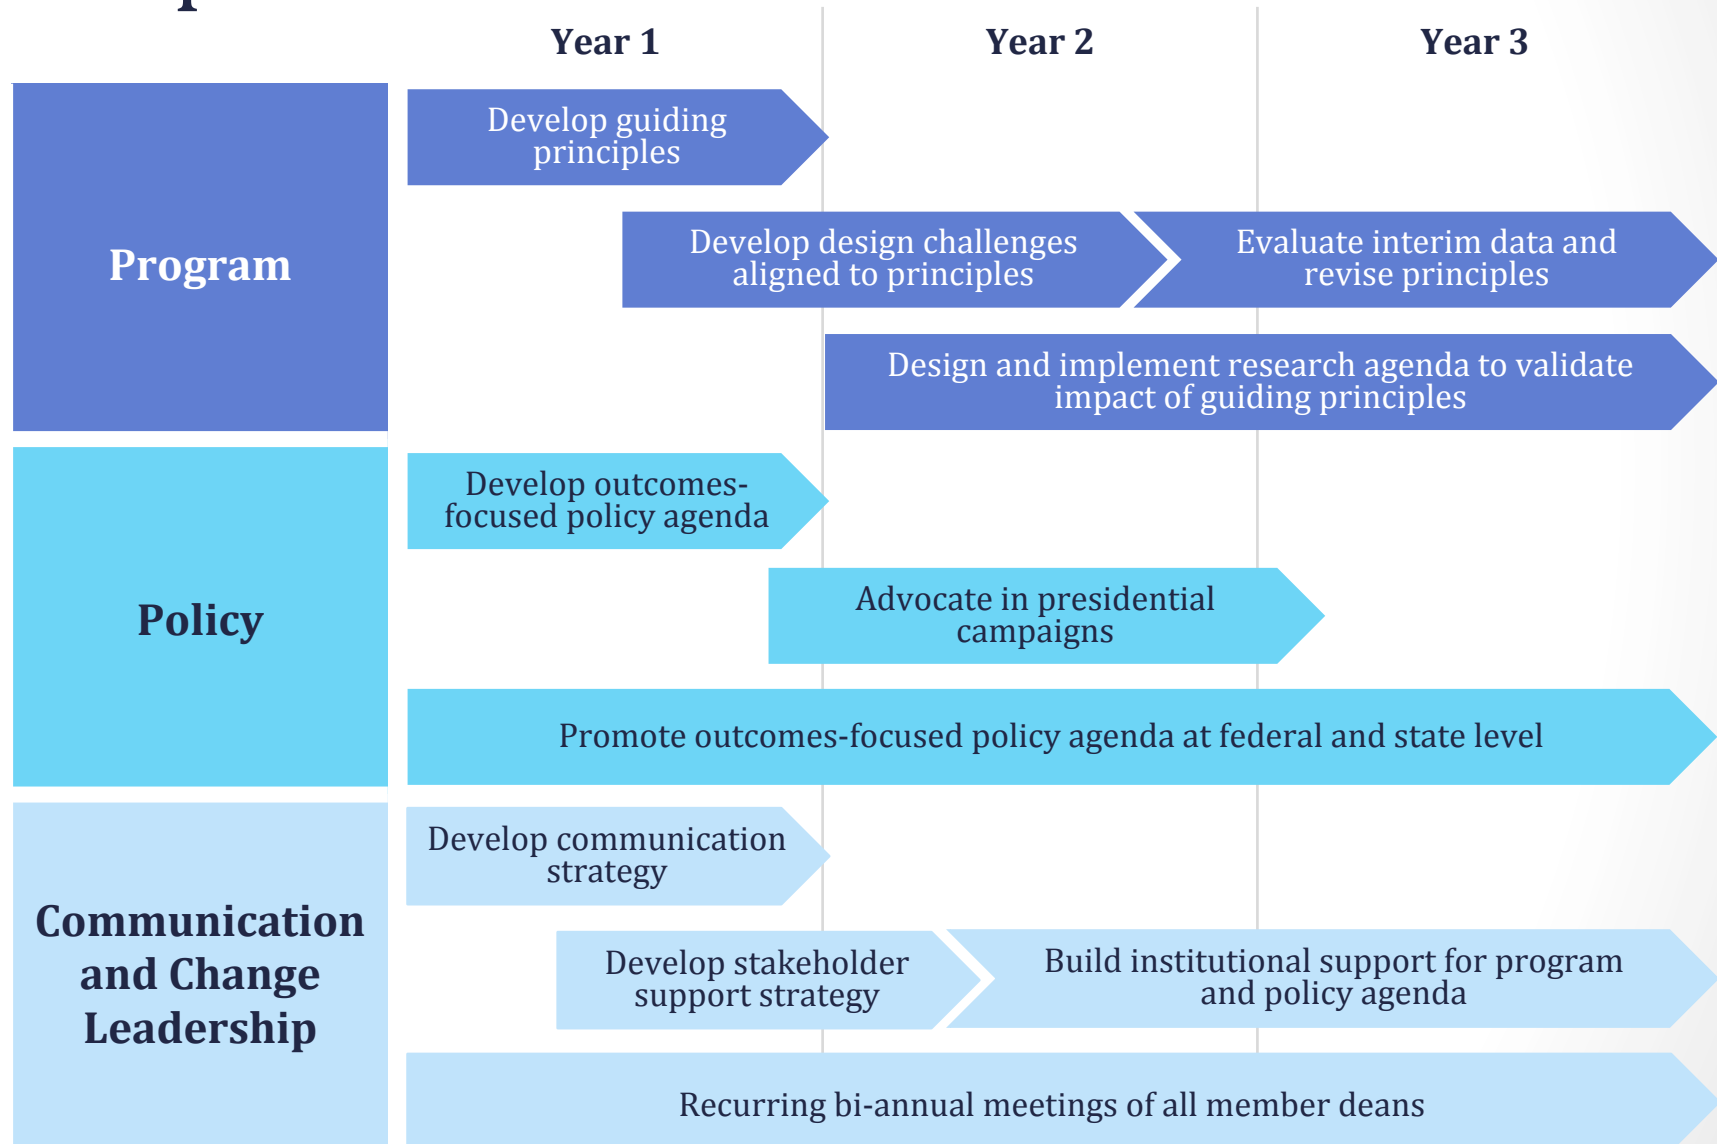 Year 1
Year 2
Year 3
Program
Develop guiding
principles
Develop design challenges
aligned to principles
Evaluate interim data and
revise principles
Design and implement research agenda to validate
impact of guiding principles
Policy
Develop outcomes-
focused policy agenda
Advocate in presidential
campaigns
Promote outcomes-focused policy agenda at federal and state level
Communication
and Change
Leadership
Develop communication
strategy
Develop stakeholder
support strategy
Build institutional support for program
and policy agenda
Recurring bi-annual meetings of all member deans